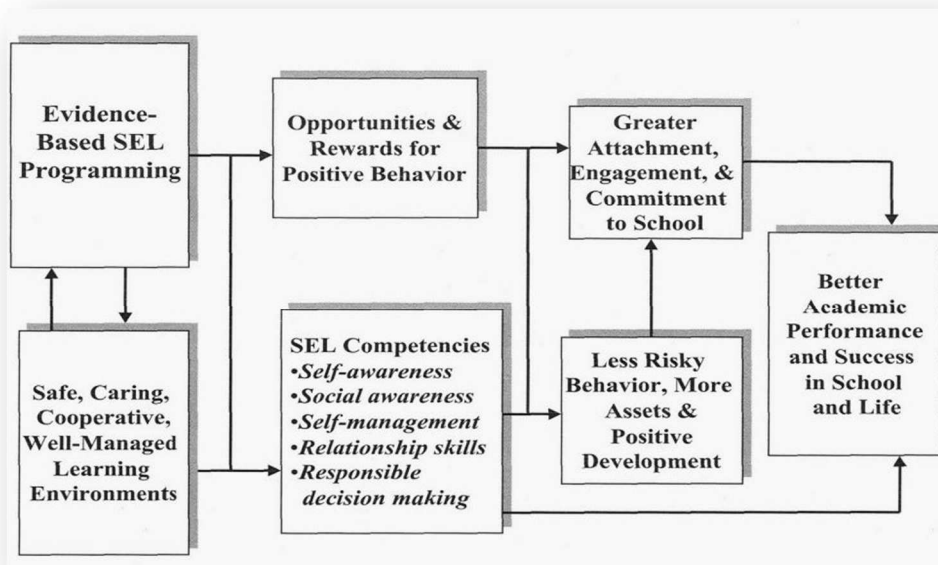 Evidence-
Based SEL
Programming
Opportunities &
Rewards for
Positive Behavior
Greater
Attachment,
Engagement, &
Commitment
to School
Better
Academic
Performance
and Success
in School
and Life
Safe, Caring,
Cooperative,
Well-Managed
Learning
Environments
SEL Competencies
•Self-awareness
•Social awareness
•Self-management
•Relationship skills
•Responsible
decision making
Less Risky
Behavior, More
Assets &
Positive
Development